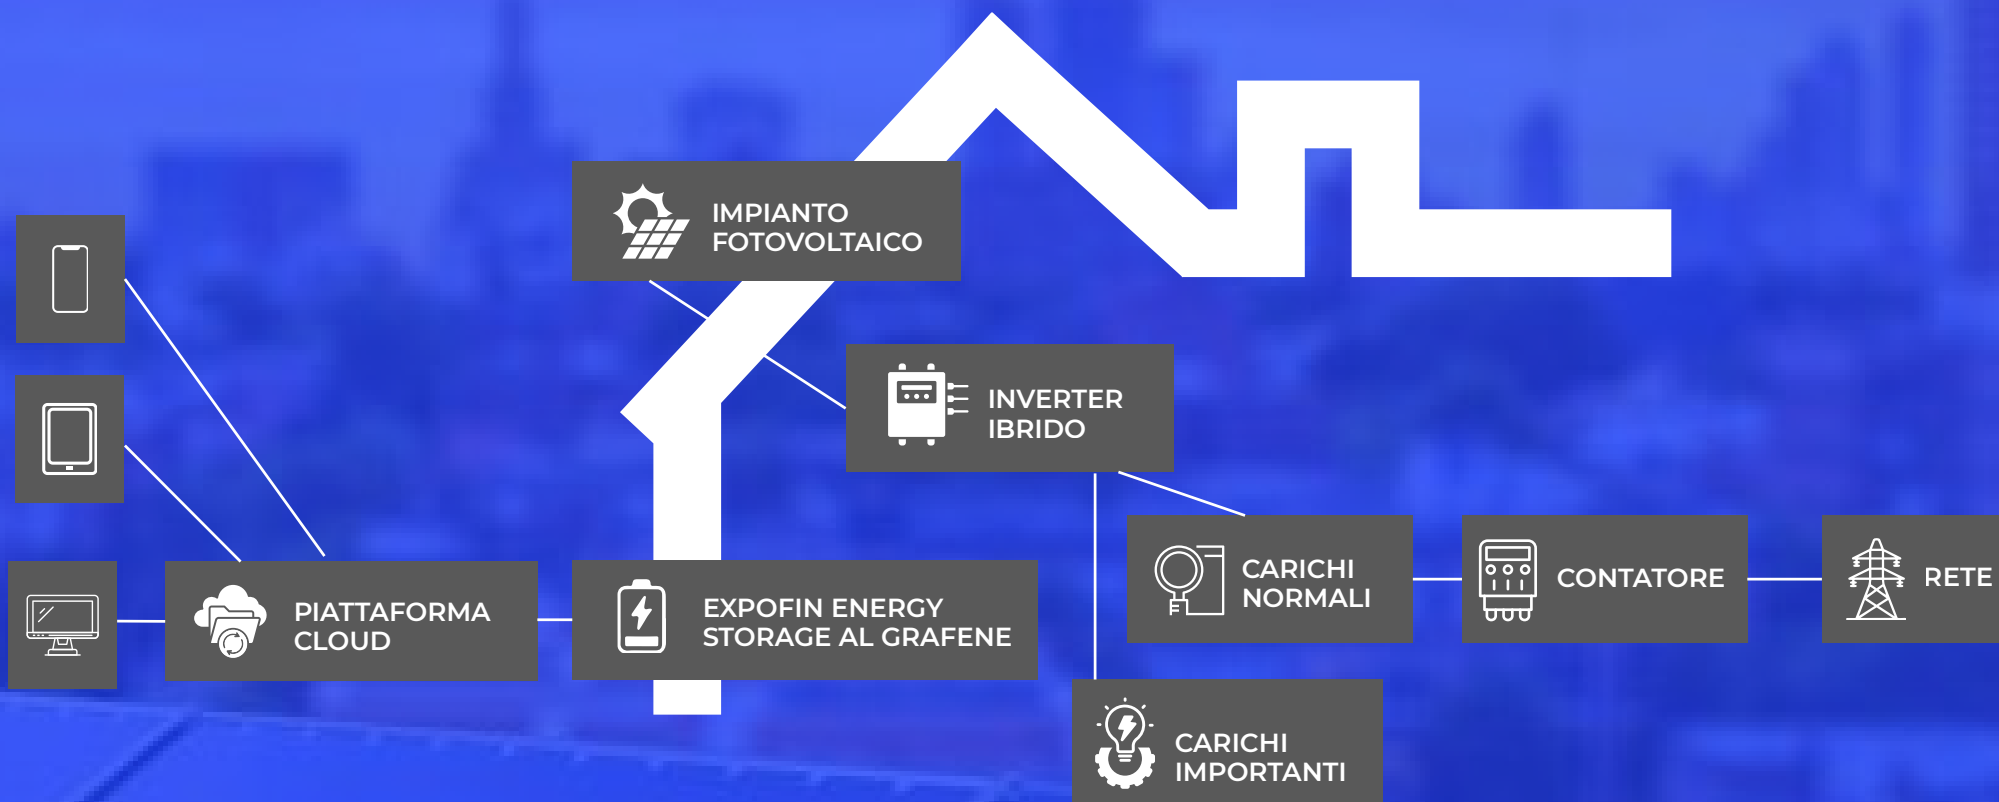 IMPIANTO
FOTOVOLTAICO
INVERTER
IBRIDO
CARICHI
NORMALI
CONTATORE
RETE
PIATTAFORMA
CLOUD
EXPOFIN ENERGY
STORAGE AL GRAFENE
CARICHI
IMPORTANTI